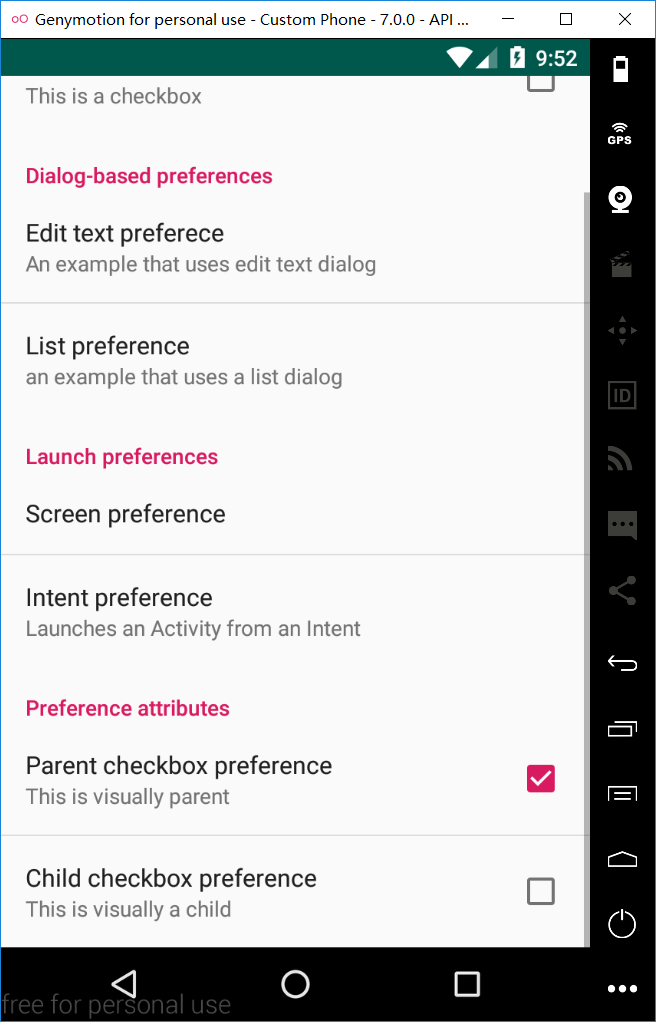 Genymotion for personal use - Custom Phone - 7.0.0 - API ...
9:52
This is a checkbox
GPS
Dialog-based preferences
Edit text preferece
An example that uses edit text dialog
List preference
an example that uses a list dialog
ID
Launch preferences
Screen preference
Intent preference
Launches an Activity from an Intent
Preference attributes
Parent checkbox preference
This is visually parent
Child checkbox preference
This is visually a child
free for personal use